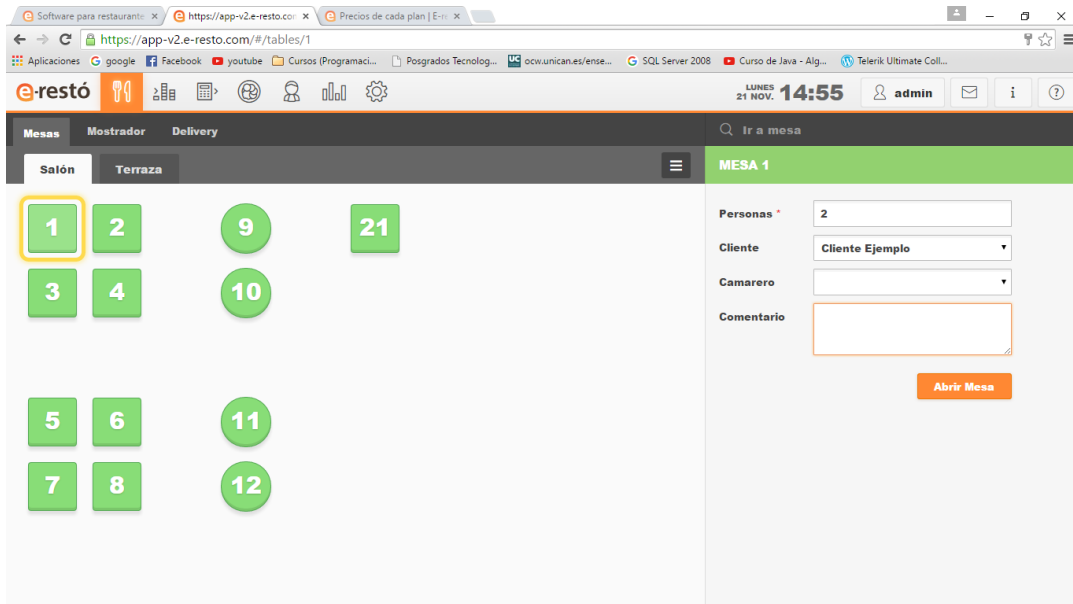 Software para restaurante
https://app-v2.e-resto.com
Precios de cada plan | E-re
https://app-v2.e-resto.com/#/tables/1
Aplicaciones google Facebook youtube Cursos (Programaci... Posgrados Tecnolog... UC ocw.unican.es/ense... SQL Server 2008 Curso de Java - Alg... Telerik Ultimate Coll...
e-restó LUNES 21 NOV. 14:55 admin i ?
Mesas Mostrador Delivery Ir a mesa
Salón Terraza MESA 1
1 2 9 21
3 4 10
5 6 11
7 8 12
Personas * 2
Cliente Cliente Ejemplo
Camarero
Comentario
Abrir Mesa